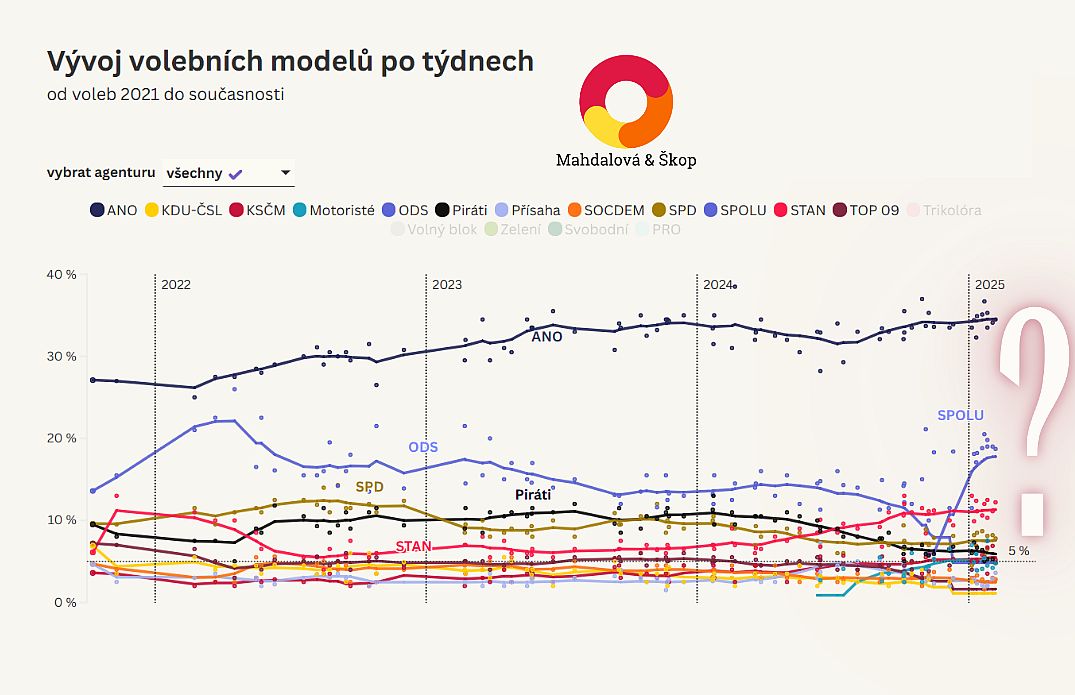 Vývoj volebních modelů po týdnech
od voleb 2021 do současnosti
Mahdalová & Škop
vybrat agenturu všechny
ANO KDU-ČSL KSČM Motoristé ODS Piráti Přísaha SOCDEM SPD SPOLU STAN TOP 09 Trikolóra
Volný blok Zelení Svobodní PRO
40 %
2022 2023 2024 2025
ANO
30 %
SPOLU
20 %
ODS
SPD
Piráti
10 %
STAN
5 %
0 %
?